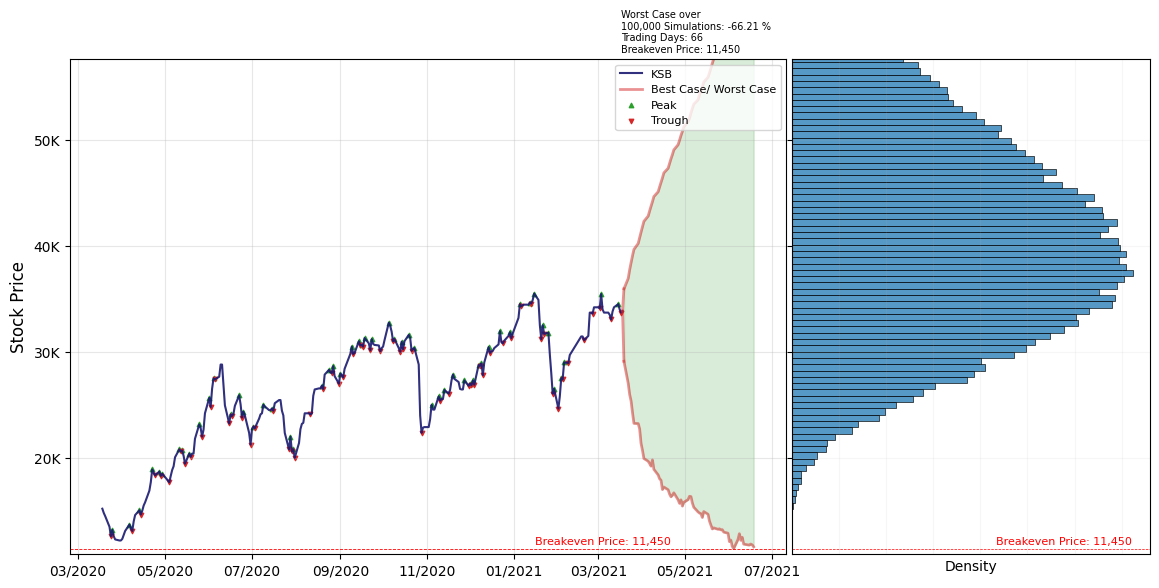 Worst Case over
100,000 Simulations: -66.21 %
Trading Days: 66
Breakeven Price: 11,450
KSB
Best Case/ Worst Case
Peak
Trough
Stock Price
50K
40K
30K
20K
Breakeven Price: 11,450
Breakeven Price: 11,450
03/2020
05/2020
07/2020
09/2020
11/2020
01/2021
03/2021
05/2021
07/2021
Density